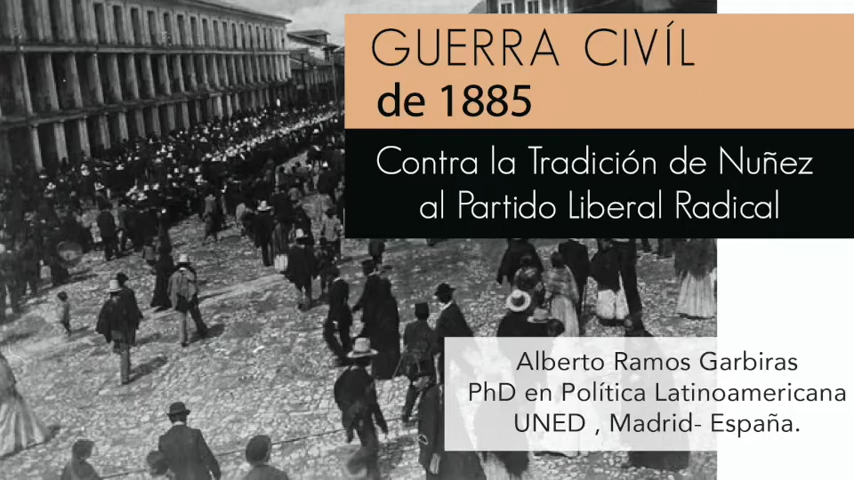 GUERRA CIVÍL
de 1885
Contra la Tradición de Nuñez
al Partido Liberal Radical
Alberto Ramos Garbiras
PhD en Política Latinoamericana
UNED , Madrid- España.